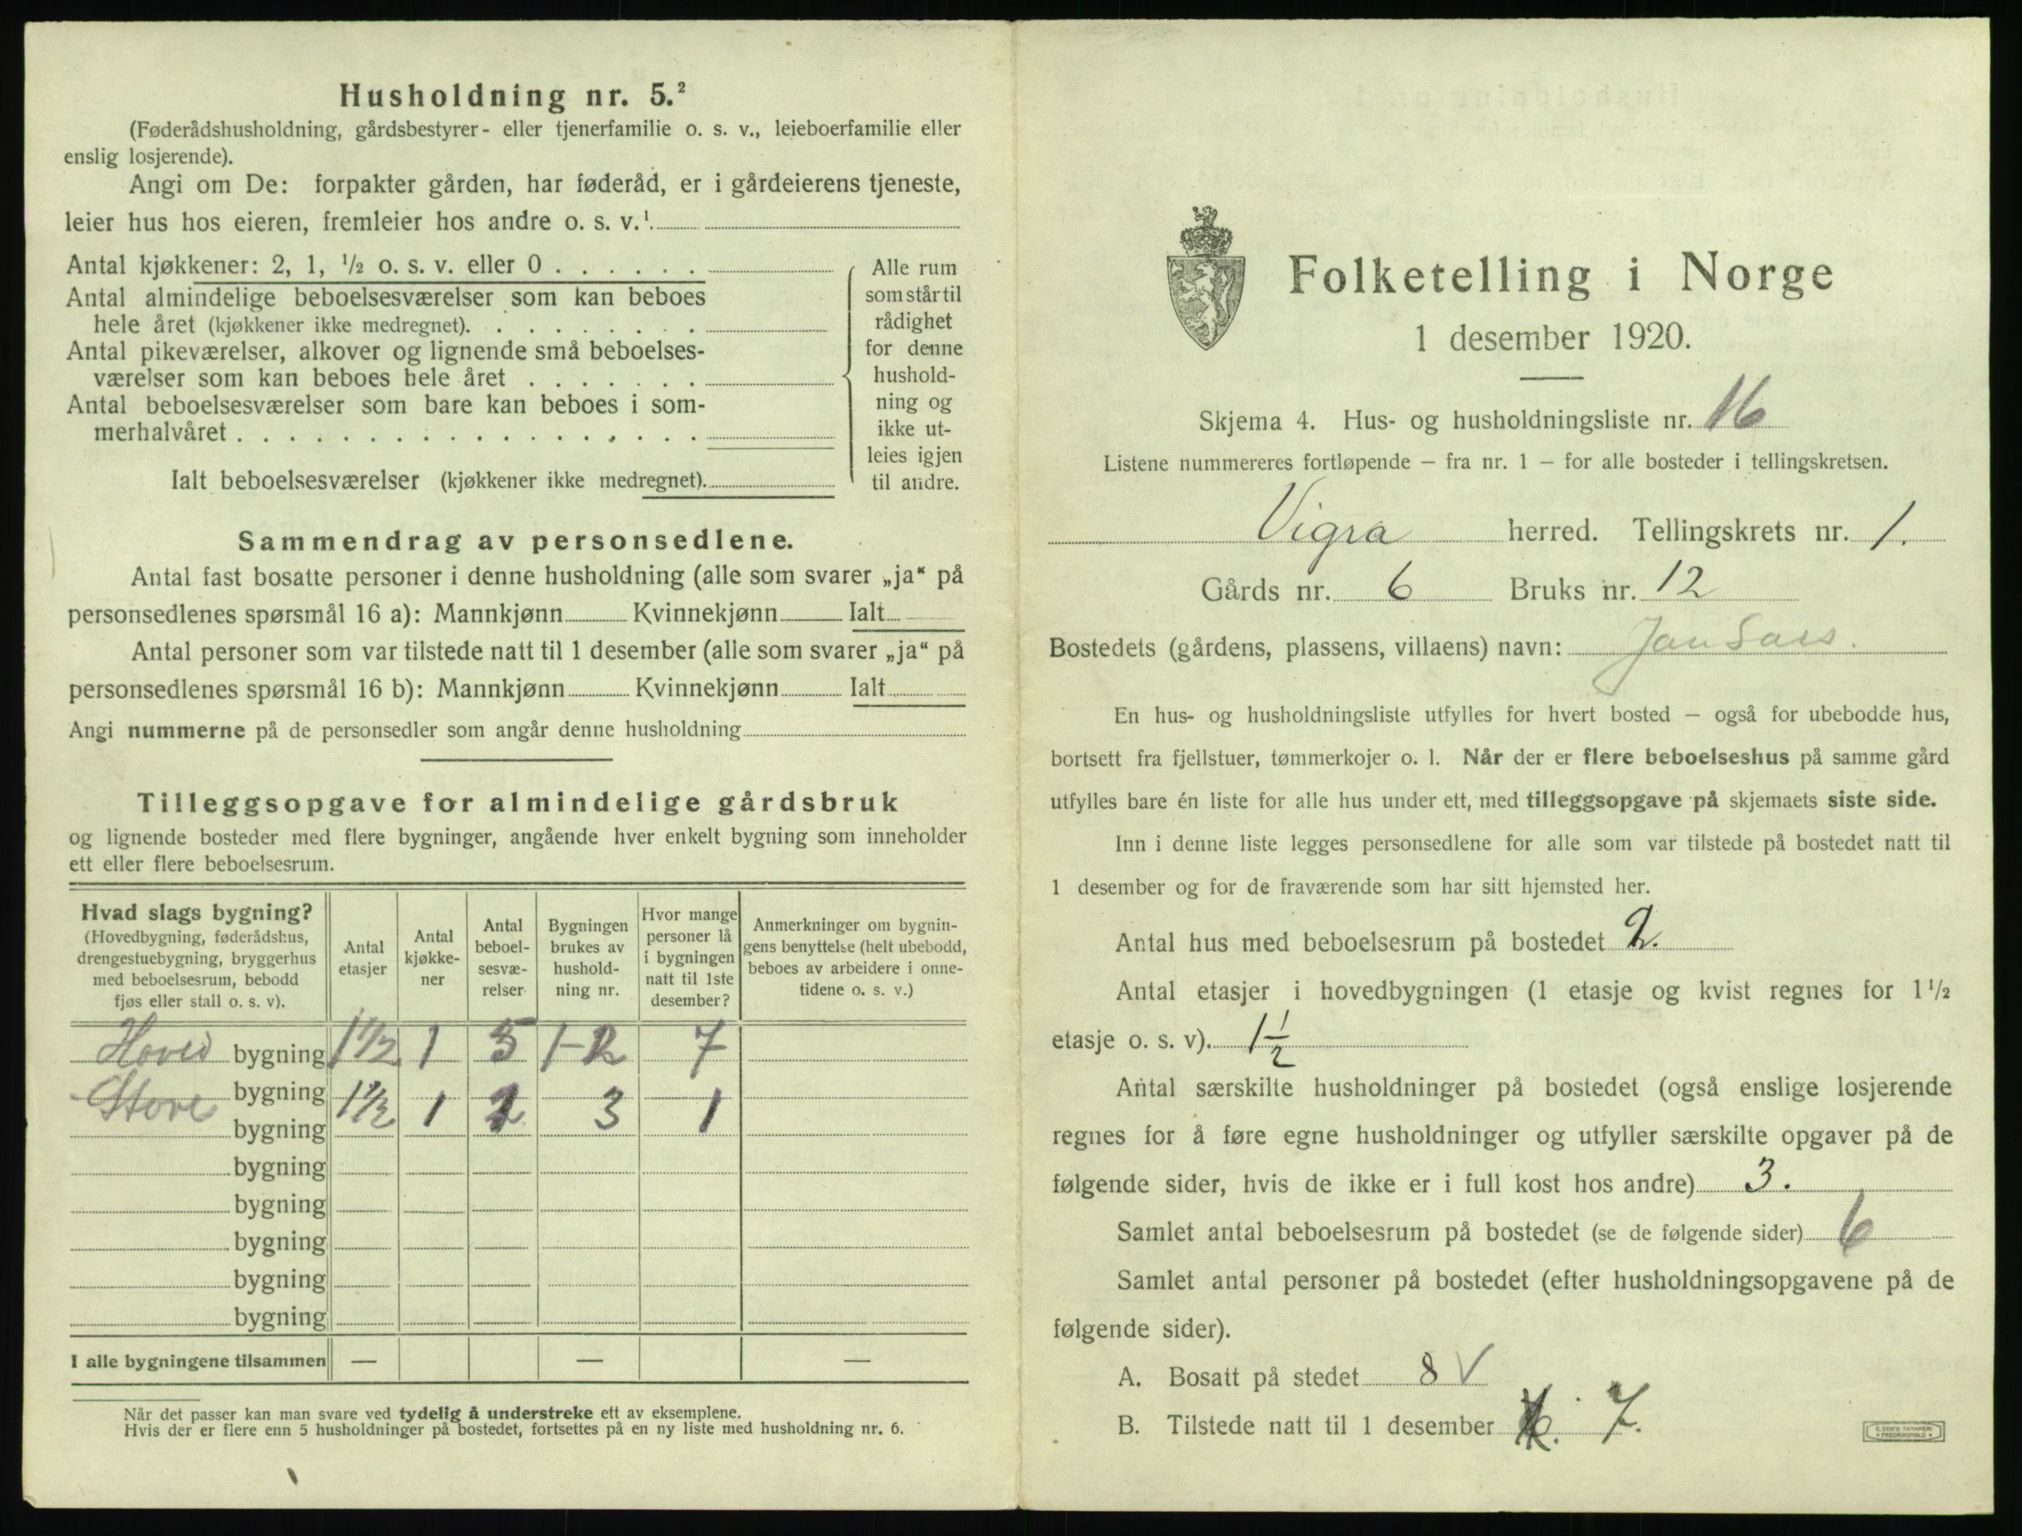 Husholdning nr. 5.²
(Føderådshusholdning, gårdsbestyrer- eller tjenerfamilie o. s. v., leieboerfamilie eller
enslig losjerende).
Angi om De: forpakter gården, har føderåd, er i gårdeierens tjeneste,
leier hus hos eieren, fremleier hos andre o. s. v.¹
Antal kjøkkener: 2, 1, ½ o. s. v. eller 0
Antal almindelige beboelsesværelser som kan beboes
hele året (kjøkkener ikke medregnet).
Antal pikeværelser, alkover og lignende små beboelses-
værelser som kan beboes hele året
Antal beboelsesværelser som bare kan beboes i som-
merhalvåret
Ialt beboelsesværelser (kjøkkener ikke medregnet).
Alle rum
som står til
rådighet
for denne
hushold-
ning og
ikke ut-
leies igjen
til andre.
Sammendrag av personsedlene.
Antal fast bosatte personer i denne husholdning (alle som svarer „ja“ på
personsedlenes spørsmål 16 a): Mannkjønn Kvinnekjønn Ialt
Antal personer som var tilstede natt til 1 desember (alle som svarer „ja“ på
personsedlenes spørsmål 16 b): Mannkjønn Kvinnekjønn Ialt
Angi nummerne på de personsedler som angår denne husholdning
Tilleggsopgave for almindelige gårdsbruk
og lignende bosteder med flere bygninger, angående hver enkelt bygning som inneholder
ett eller flere beboelsesrum.
Hvad slags bygning?
(Hovedbygning, føderådshus,
drengestuebygning, bryggerhus
med beboelsesrum, bebodd
fjøs eller stall o. s. v).
Antal
etasjer
Antal
kjøkke-
ner
Antal
beboel-
sesvæ-
relser
Bygningen
brukes av
hushold-
ning nr.
Hvor mange
personer lå
i bygningen
natt til 1ste
desember?
Anmerkninger om bygnin-
gens benyttelse (helt ubebodd,
beboes av arbeidere i onne-
tidene o. s. v.)
Hoved bygning 1½ 1 5 1-2 7
bygning
Stove bygning 1½ 1 3 1
bygning
bygning
bygning
bygning
bygning
I alle bygningene tilsammen — — —
Når det passer kan man svare ved tydelig å understreke ett av eksemplene.
Hvis der er flere enn 5 husholdninger på bostedet, fortsettes på en ny liste med husholdning nr. 6.
Folketelling i Norge
1 desember 1920.
Skjema 4. Hus- og husholdningsliste nr. 16
Listene nummereres fortløpende — fra nr. 1 — for alle bosteder i tellingskretsen.
Vigra herred. Tellingskrets nr. 1.
Gårds nr. 6 Bruks nr. 12
Bostedets (gårdens, plassens, villaens) navn:
En hus- og husholdningsliste utfylles for hvert bosted — også for ubebodde hus,
bortsett fra fjellstuer, tømmerkojer o. l. Når der er flere beboelseshus på samme gård
utfylles bare én liste for alle hus under ett, med tilleggsopgave på skjemaets siste side.
Inn i denne liste legges personsedlene for alle som var tilstede på bostedet natt til
1 desember og for de fraværende som har sitt hjemsted her.
Antal hus med beboelsesrum på bostedet 2.
Antal etasjer i hovedbygningen (1 etasje og kvist regnes for 1½
etasje o. s. v). 1½
Antal særskilte husholdninger på bostedet (også enslige losjerende
regnes for å føre egne husholdninger og utfyller særskilte opgaver på de
følgende sider, hvis de ikke er i full kost hos andre) 3.
Samlet antal beboelsesrum på bostedet (se de følgende sider) 6
Samlet antal personer på bostedet (efter husholdningsopgavene på de
følgende sider).
A. Bosatt på stedet 8 V
B. Tilstede natt til 1 desember 7.